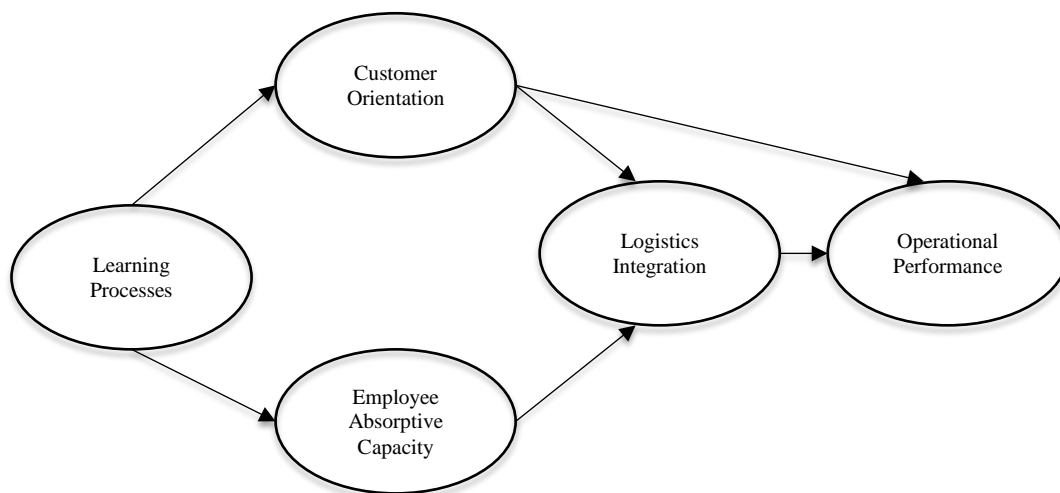 Customer
Orientation
Learning
Processes
Logistics
Integration
Operational
Performance
Employee
Absorptive
Capacity